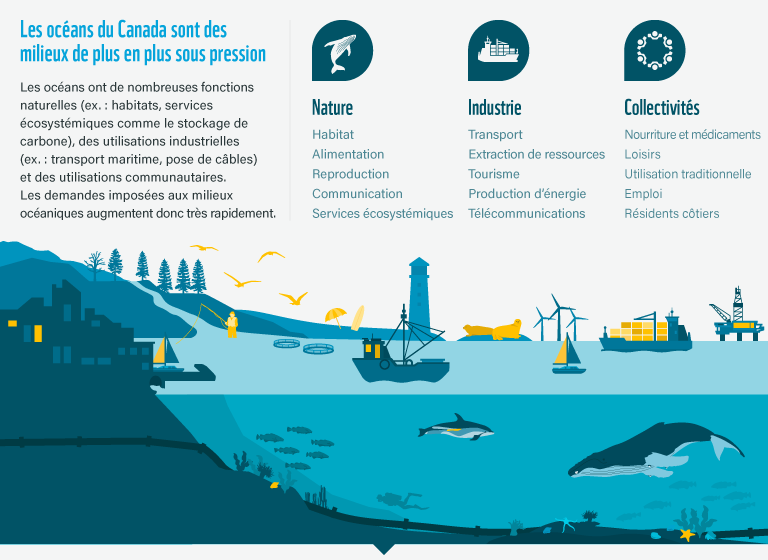 Les océans du Canada sont des
milieux de plus en plus sous pression
Les océans ont de nombreuses fonctions
naturelles (ex. : habitats, services
écosystémiques comme le stockage de
carbone), des utilisations industrielles
(ex. : transport maritime, pose de câbles)
et des utilisations communautaires.
Les demandes imposées aux milieux
océaniques augmentent donc très rapidement.
Nature
Habitat
Alimentation
Reproduction
Communication
Services écosystémiques
Industrie
Transport
Extraction de ressources
Tourisme
Production d'énergie
Télécommunications
Collectivités
Nourriture et médicaments
Loisirs
Utilisation traditionnelle
Emploi
Résidents côtiers